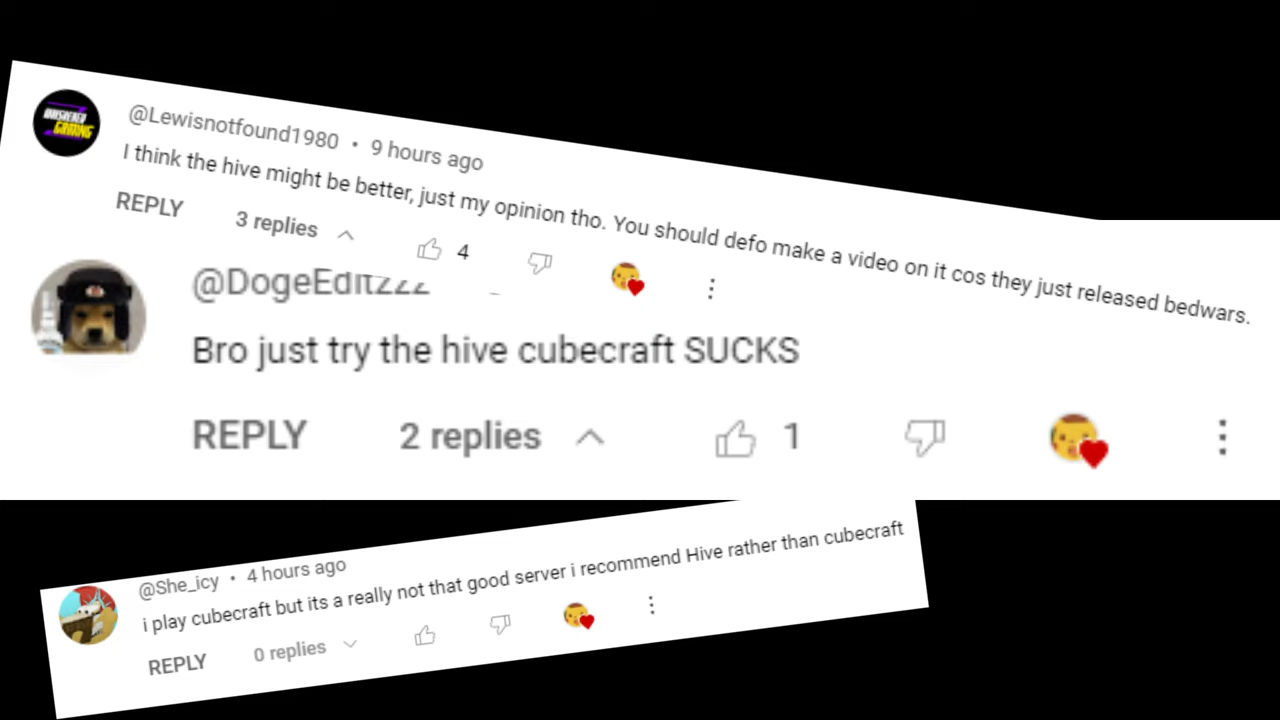 @Lewisnotfound1980 • 9 hours ago
I think the hive might be better, just my opinion tho. You should defo make a video on it cos they just released bedwars.
REPLY 3 replies 4
@DogeEditzzz
Bro just try the hive cubecraft SUCKS
REPLY 2 replies 1
@She_icy • 4 hours ago
i play cubecraft but its a really not that good server i recommend Hive rather than cubecraft
REPLY 0 replies